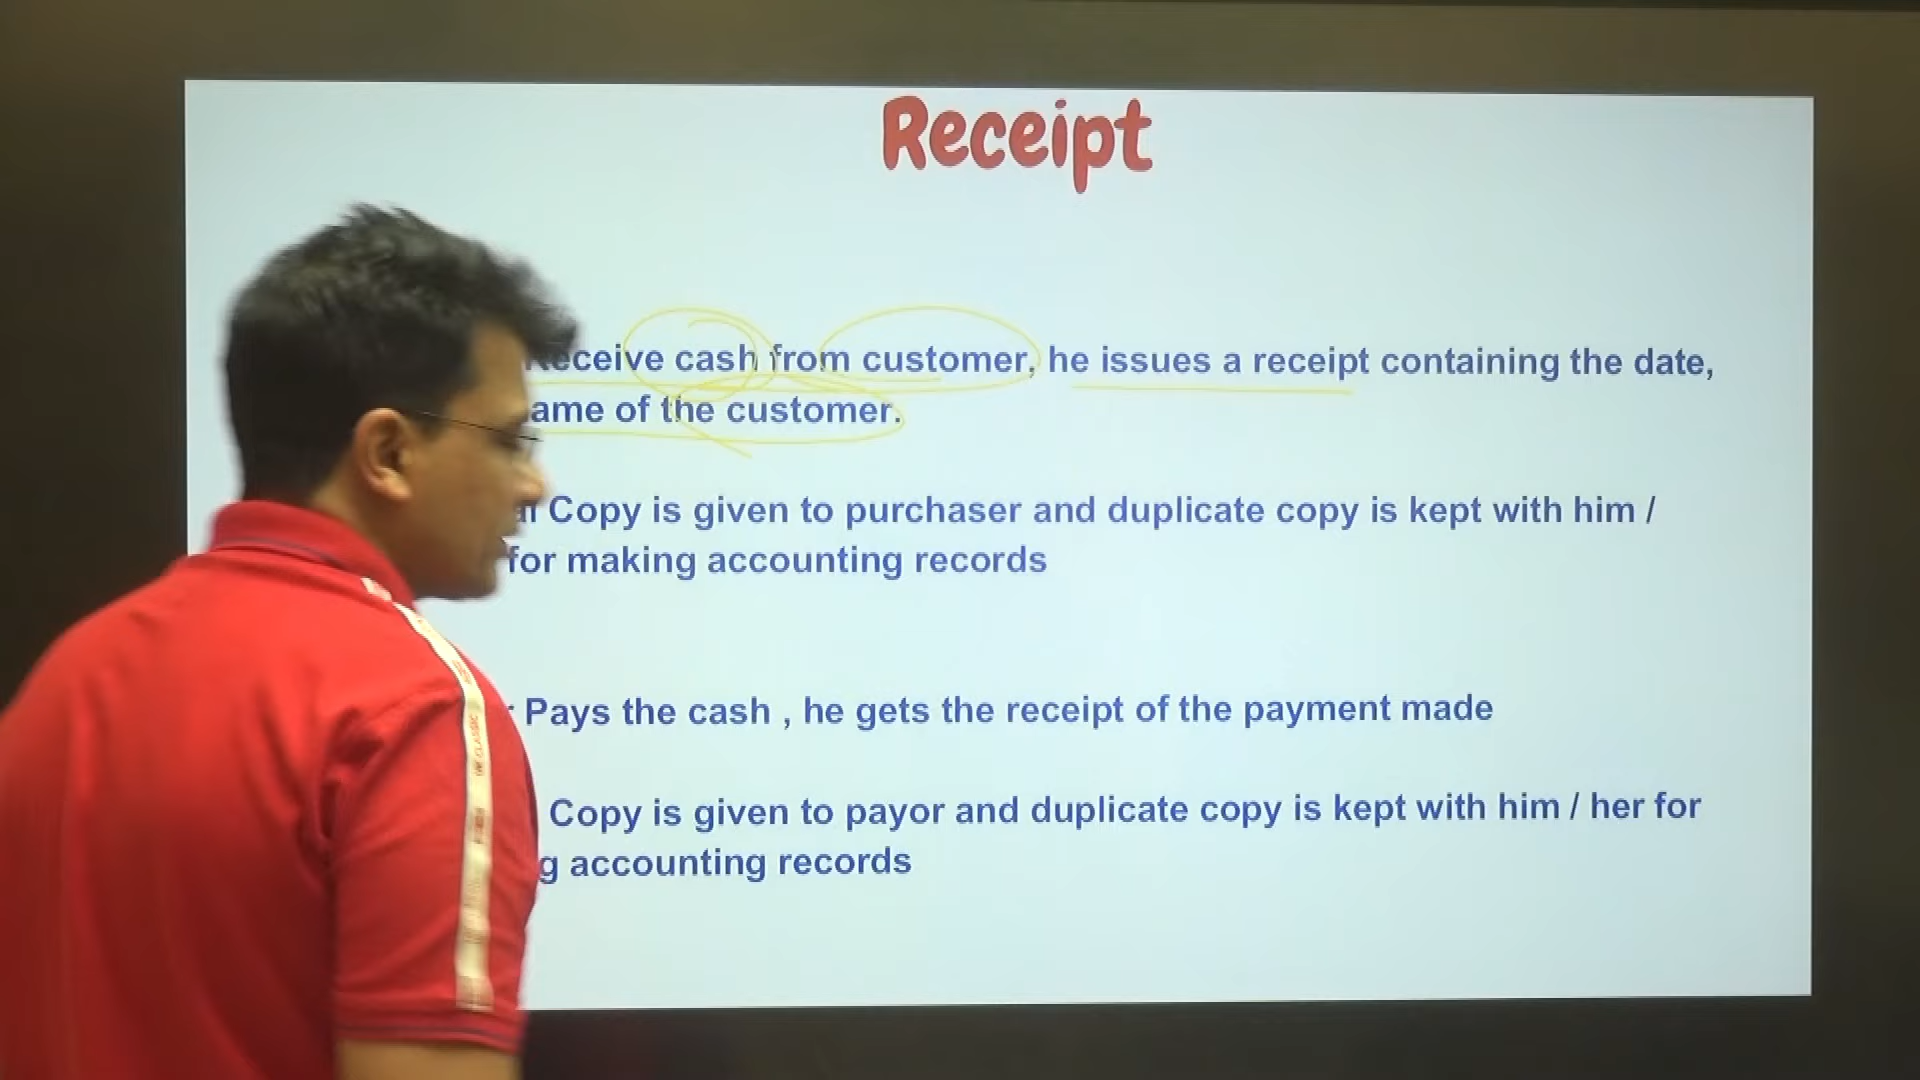 Receipt
Receive cash from customer, he issues a receipt containing the date,
ame of the customer.
Copy is given to purchaser and duplicate copy is kept with him /
for making accounting records
Pays the cash , he gets the receipt of the payment made
Copy is given to payor and duplicate copy is kept with him / her for
g accounting records